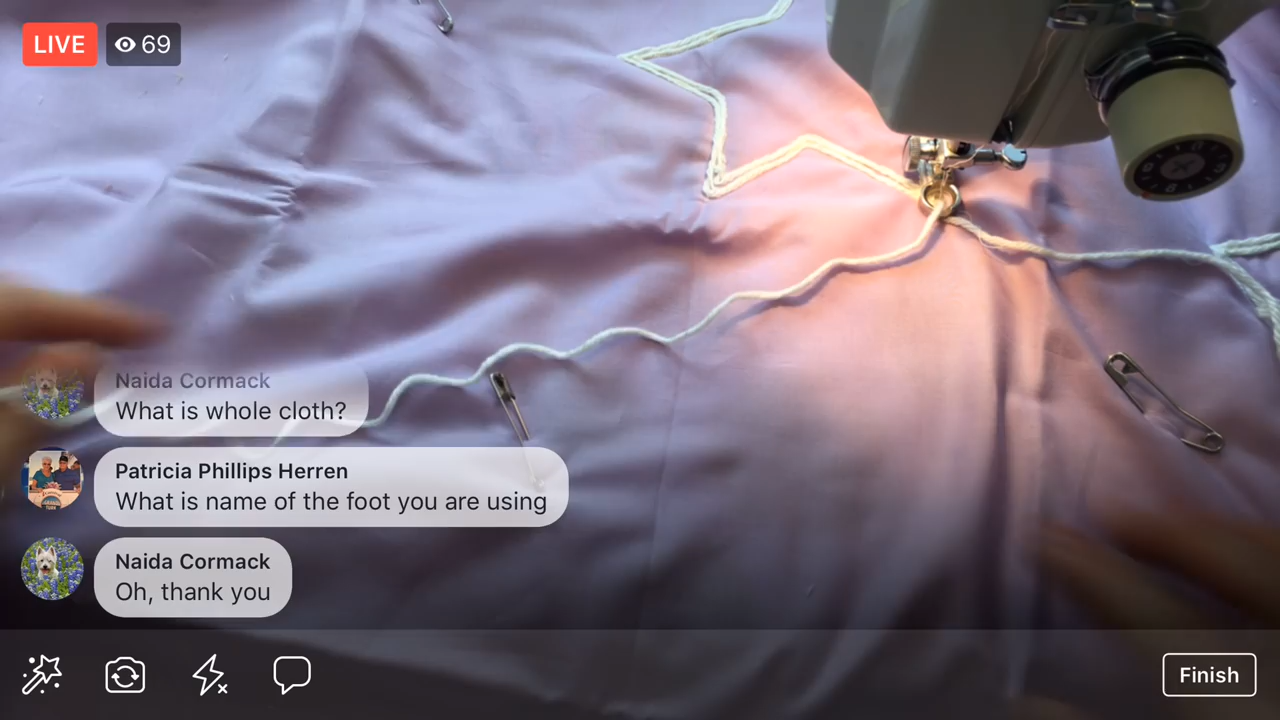 LIVE 69
Naida Cormack
What is whole cloth?
Patricia Phillips Herren
What is name of the foot you are using
Naida Cormack
Oh, thank you
Finish